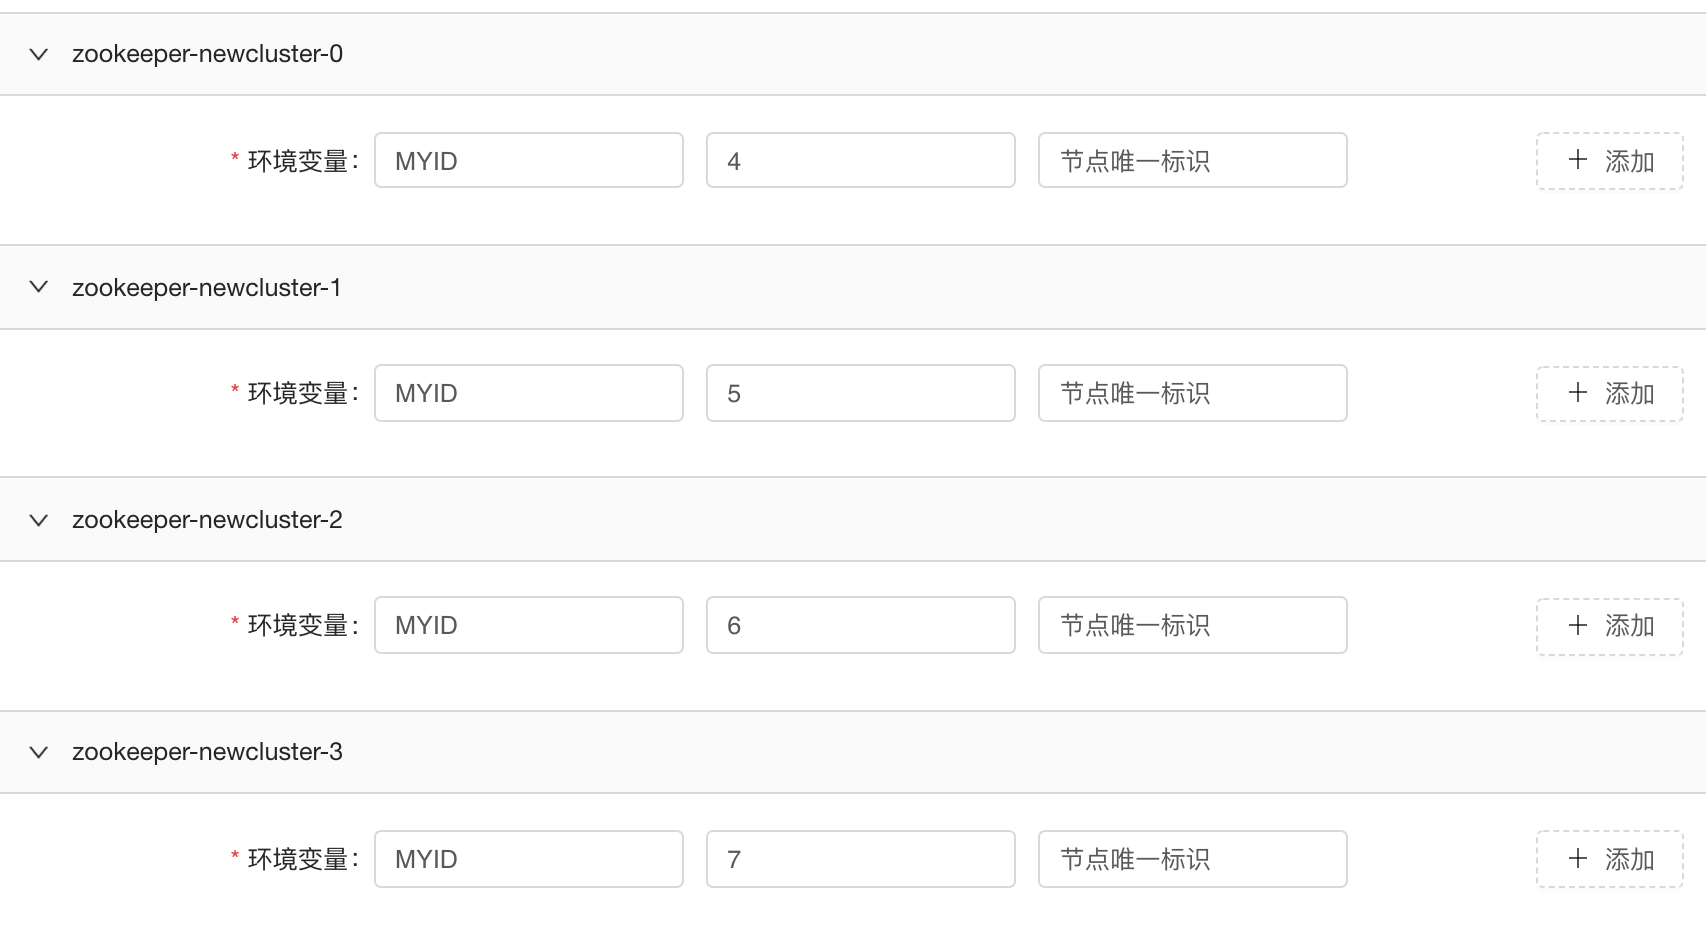 zookeeper-newcluster-0
* 环境变量： MYID 4 节点唯一标识 + 添加
zookeeper-newcluster-1
* 环境变量： MYID 5 节点唯一标识 + 添加
zookeeper-newcluster-2
* 环境变量： MYID 6 节点唯一标识 + 添加
zookeeper-newcluster-3
* 环境变量： MYID 7 节点唯一标识 + 添加